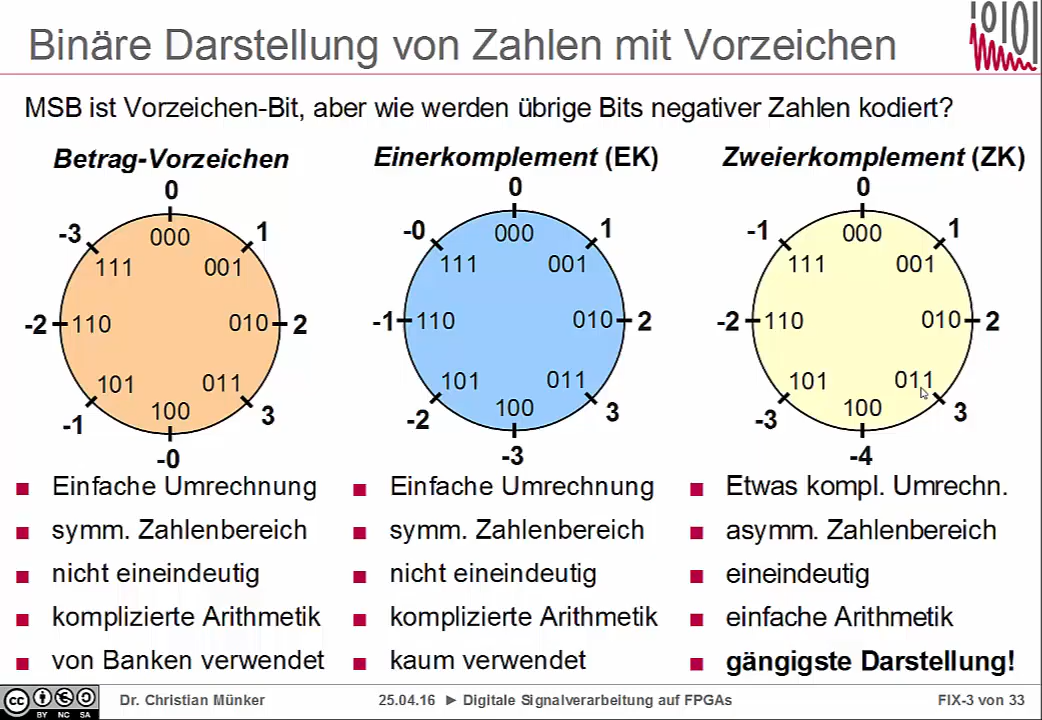 Binäre Darstellung von Zahlen mit Vorzeichen
MSB ist Vorzeichen-Bit, aber wie werden übrige Bits negativer Zahlen kodiert?
Betrag-Vorzeichen
0
-3
1
000
111
001
-2
110
010
2
101
011
100
-1
3
-0
Einfache Umrechnung
symm. Zahlenbereich
nicht eineindeutig
komplizierte Arithmetik
von Banken verwendet
Einerkomplement (EK)
0
-0
1
000
111
001
-1
110
010
2
101
011
100
-2
3
-3
Einfache Umrechnung
symm. Zahlenbereich
nicht eineindeutig
komplizierte Arithmetik
kaum verwendet
Zweierkomplement (ZK)
0
-1
1
000
111
001
-2
110
010
2
101
011
100
-3
3
-4
Etwas kompl. Umrechn.
asymm. Zahlenbereich
eineindeutig
einfache Arithmetik
gängigste Darstellung!
cc BY NC SA
Dr. Christian Münker
25.04.16 ► Digitale Signalverarbeitung auf FPGAs
FIX-3 von 33